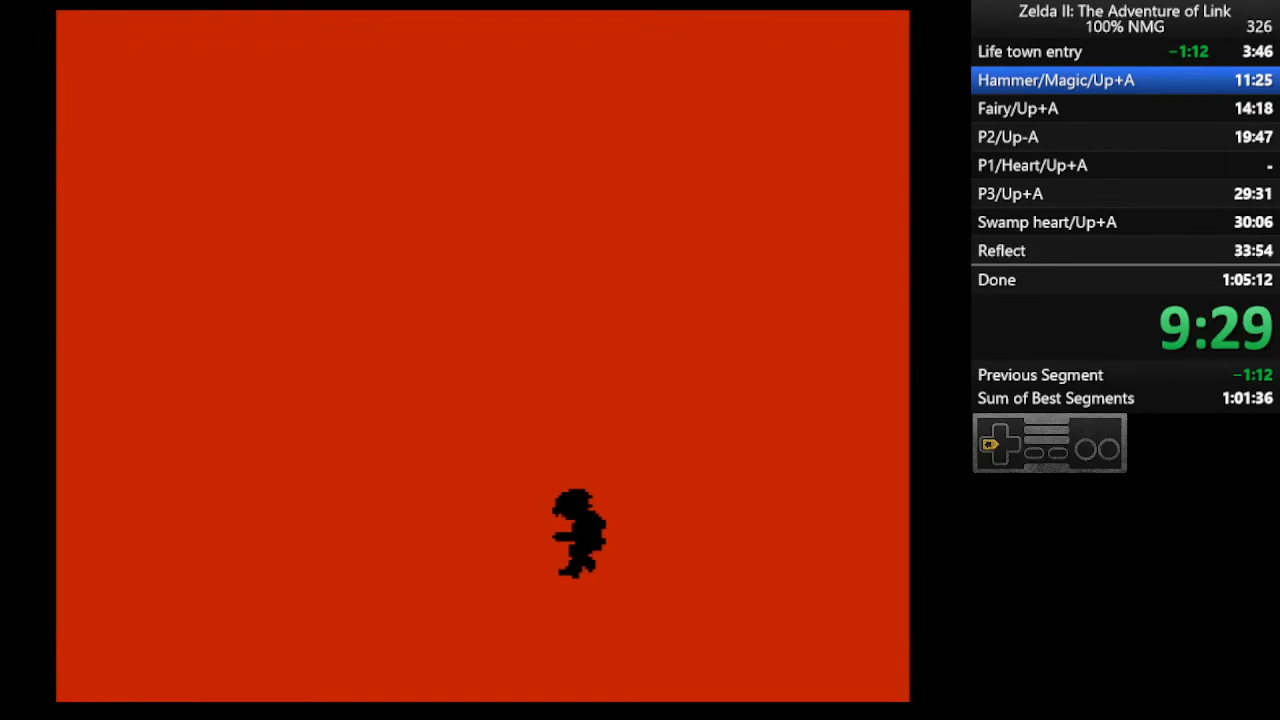 Zelda II: The Adventure of Link
100% NMG 326
Life town entry −1:12 3:46
Hammer/Magic/Up+A 11:25
Fairy/Up+A 14:18
P2/Up-A 19:47
P1/Heart/Up+A -
P3/Up+A 29:31
Swamp heart/Up+A 30:06
Reflect 33:54
Done 1:05:12
9:29
Previous Segment −1:12
Sum of Best Segments 1:01:36